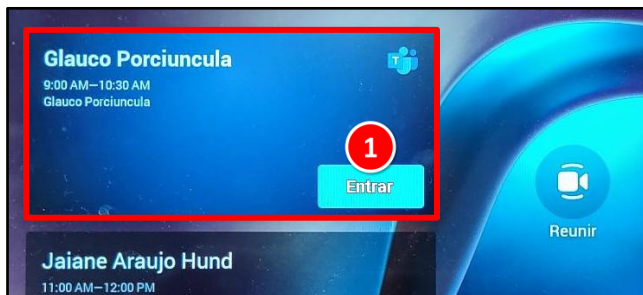 Glauco Porciuncula
9:00 AM—10:30 AM
Glauco Porciuncula
1
Entrar
Reunir
Jaiane Araujo Hund
11:00 AM—12:00 PM